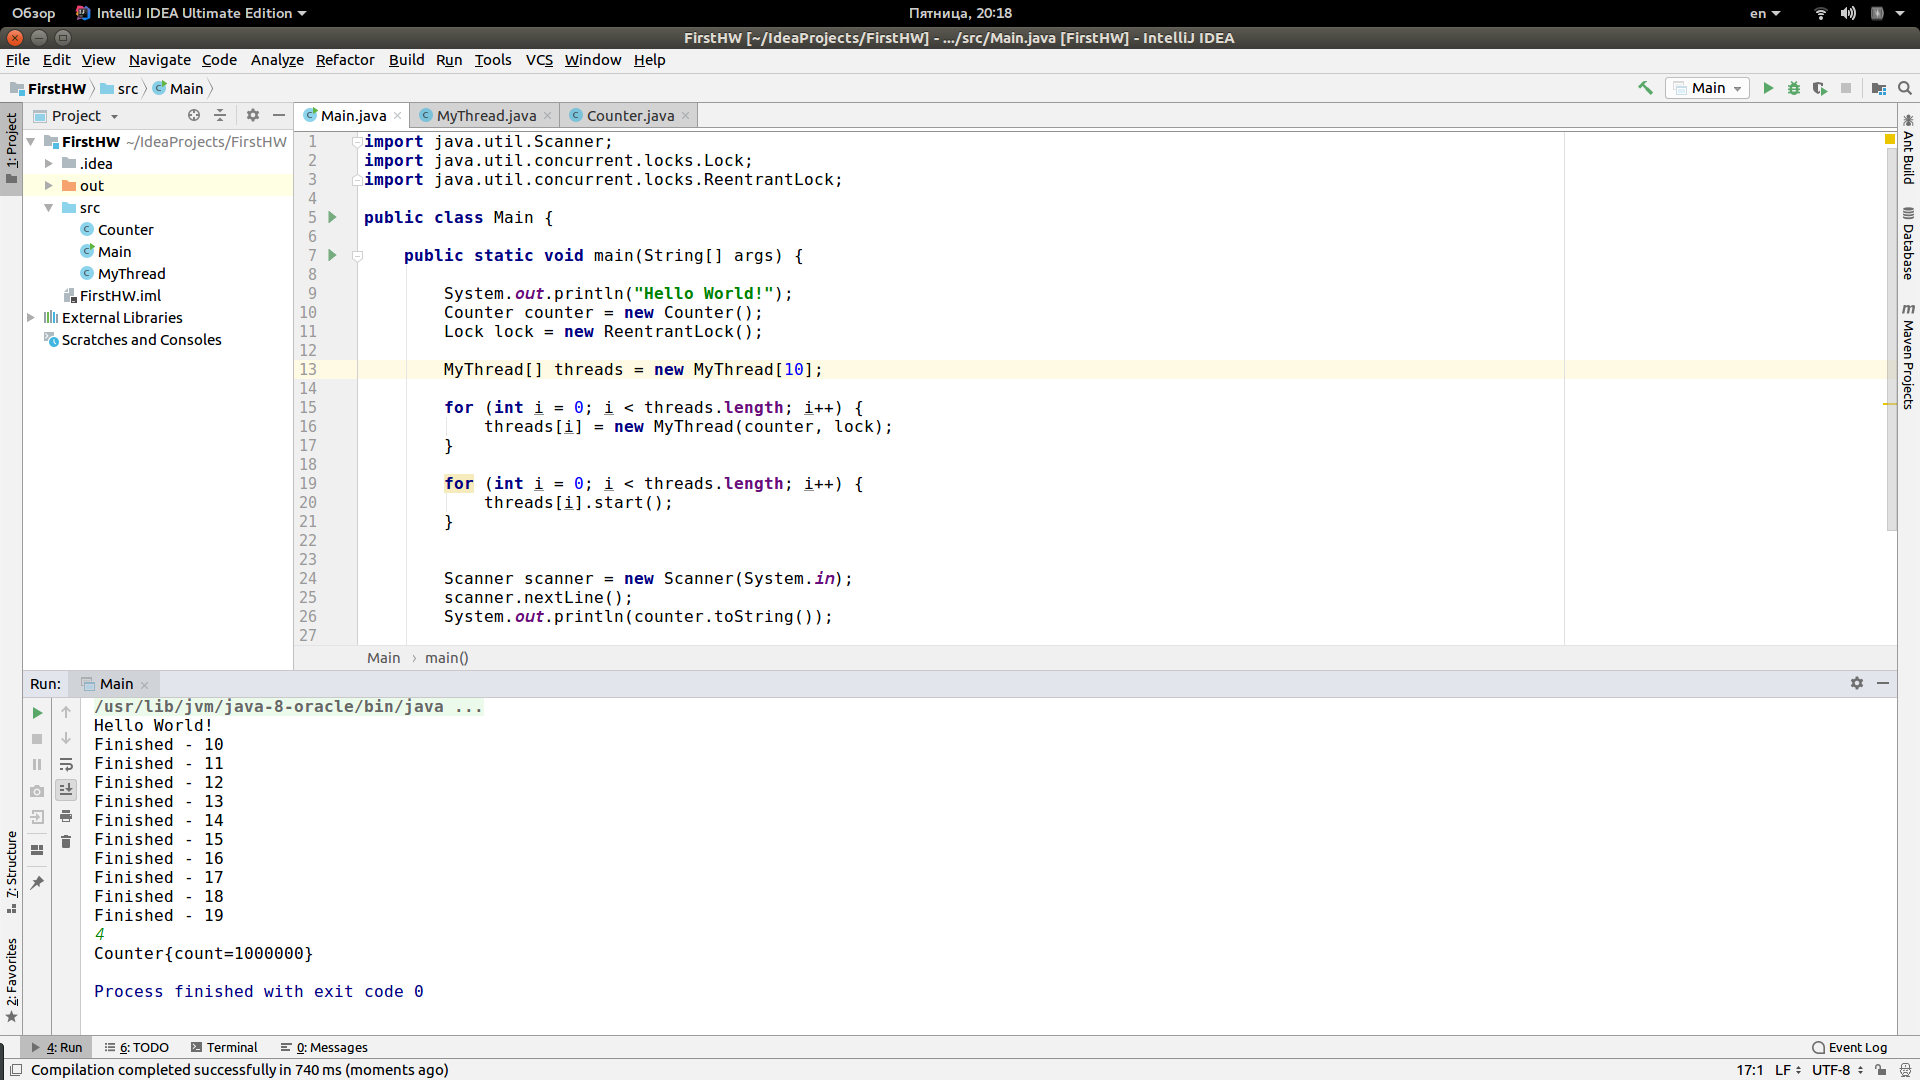 Обзор IntelliJ IDEA Ultimate Edition Пятница, 20:18 en
FirstHW [~/IdeaProjects/FirstHW] - .../src/Main.java [FirstHW] - IntelliJ IDEA
File Edit View Navigate Code Analyze Refactor Build Run Tools VCS Window Help
FirstHW src Main Main
1: Project
Project
FirstHW ~/IdeaProjects/FirstHW
.idea
out
src
Counter
Main
MyThread
FirstHW.iml
External Libraries
Scratches and Consoles
Main.java MyThread.java Counter.java
1 import java.util.Scanner;
2 import java.util.concurrent.locks.Lock;
3 import java.util.concurrent.locks.ReentrantLock;
4
5 public class Main {
6
7 public static void main(String[] args) {
8
9 System.out.println("Hello World!");
10 Counter counter = new Counter();
11 Lock lock = new ReentrantLock();
12
13 MyThread[] threads = new MyThread[10];
14
15 for (int i = 0; i < threads.length; i++) {
16 threads[i] = new MyThread(counter, lock);
17 }
18
19 for (int i = 0; i < threads.length; i++) {
20 threads[i].start();
21 }
22
23
24 Scanner scanner = new Scanner(System.in);
25 scanner.nextLine();
26 System.out.println(counter.toString());
27
Main › main()
Ant Build
Database
Maven Projects
Run: Main
/usr/lib/jvm/java-8-oracle/bin/java ...
Hello World!
Finished - 10
Finished - 11
Finished - 12
Finished - 13
Finished - 14
Finished - 15
Finished - 16
Finished - 17
Finished - 18
Finished - 19
4
Counter{count=1000000}
Process finished with exit code 0
7: Structure
2: Favorites
4: Run 6: TODO Terminal 0: Messages Event Log
Compilation completed successfully in 740 ms (moments ago) 17:1 LF UTF-8